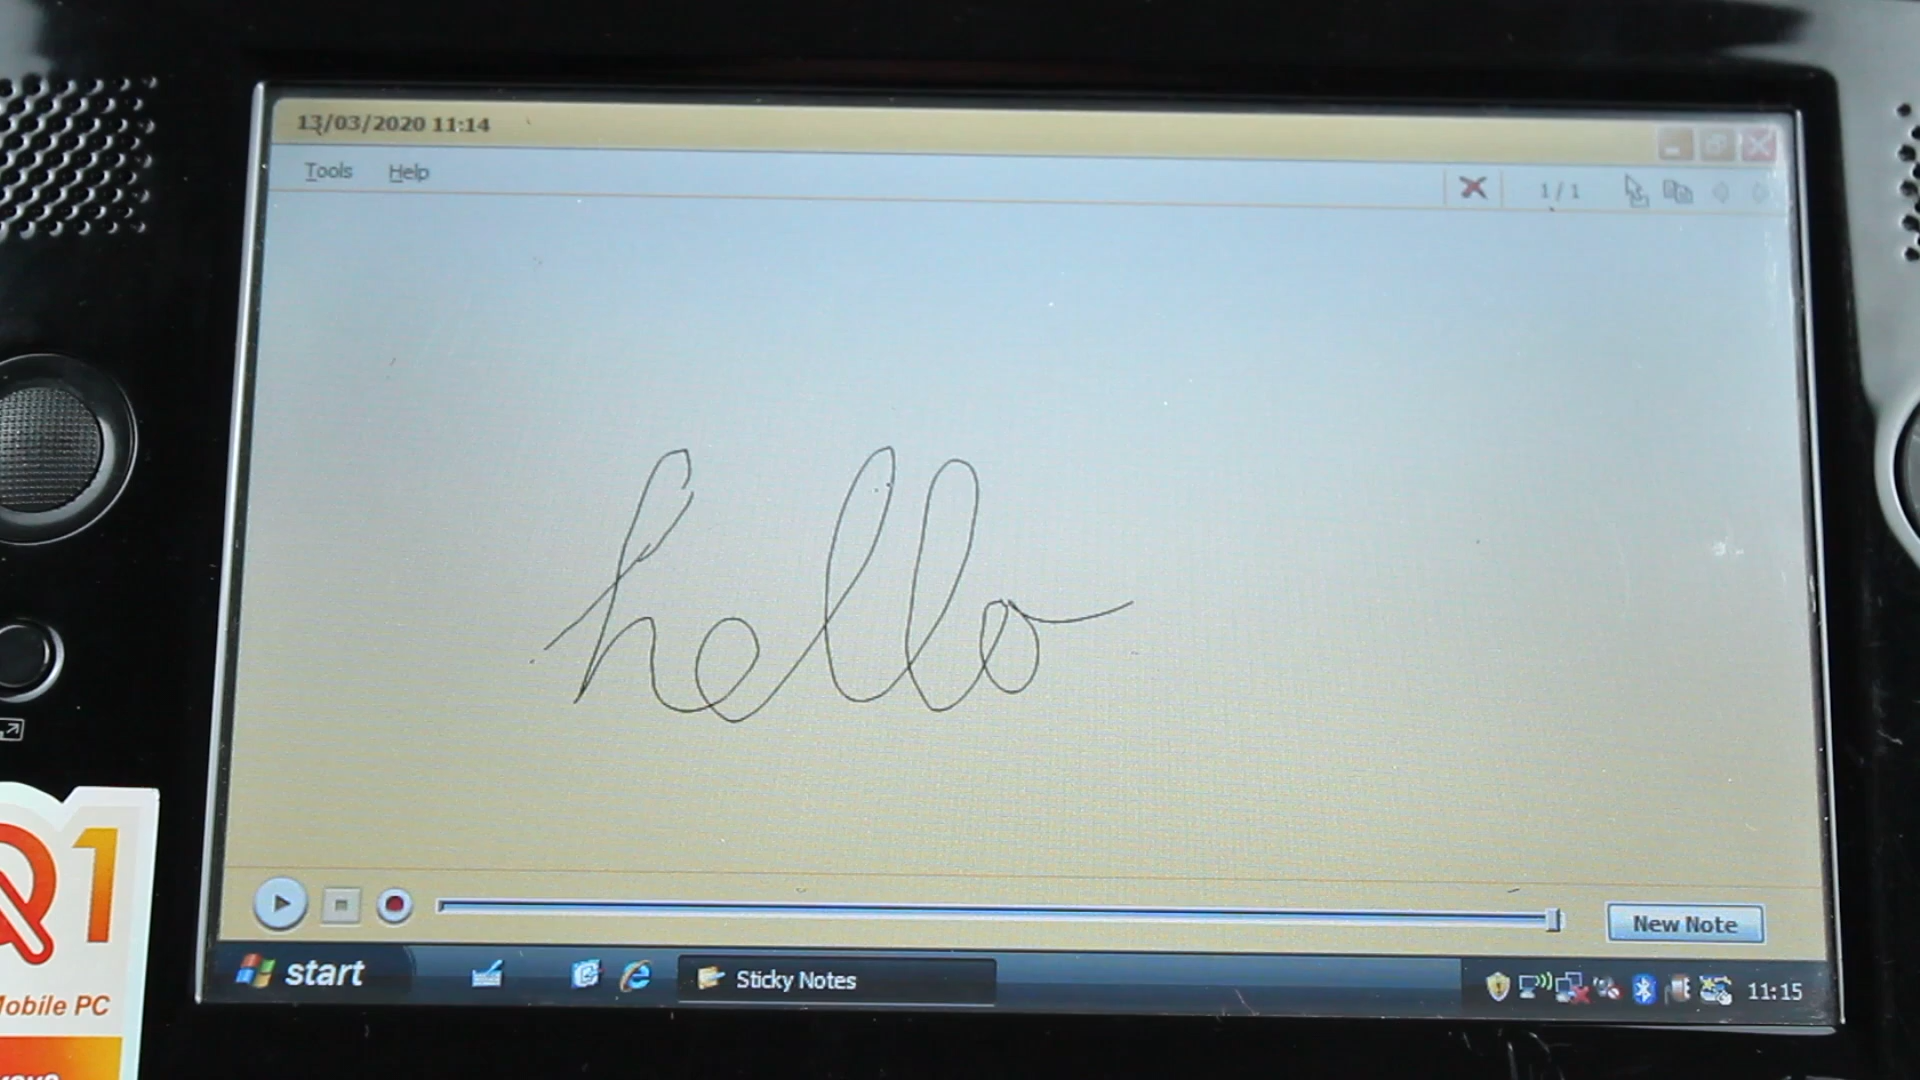 13/03/2020 11:14
Tools Help
1 / 1
hello
New Note
start
Sticky Notes
11:15
Q1
Mobile PC